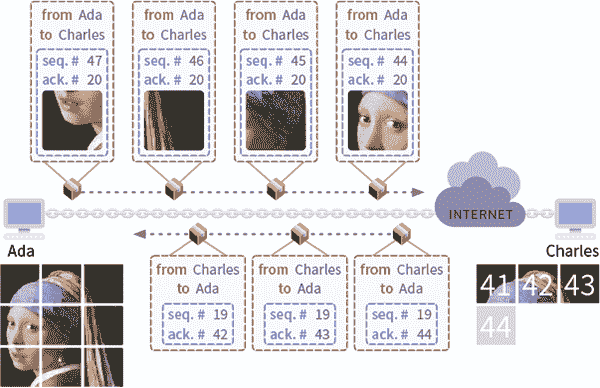 from Ada
to Charles
seq. # 47
ack. # 20
from Ada
to Charles
seq. # 46
ack. # 20
from Ada
to Charles
seq. # 45
ack. # 20
from Ada
to Charles
seq. # 44
ack. # 20
INTERNET
Ada
Charles
from Charles
to Ada
seq. # 19
ack. # 42
from Charles
to Ada
seq. # 19
ack. # 43
from Charles
to Ada
seq. # 19
ack. # 44
41 42 43
44